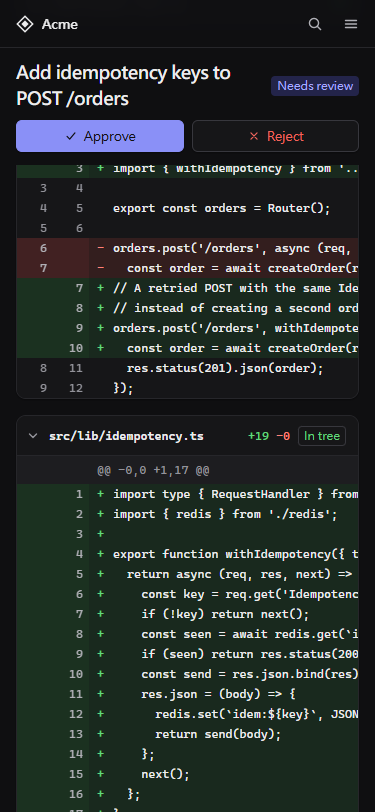 Acme
Add idempotency keys to
POST /orders
Needs review
Approve
Reject
3 + import { withIdempotency } from '..
3 4
4 5 export const orders = Router();
5 6
6 - orders.post('/orders', async (req,
7 - const order = await createOrder(r
7 + // A retried POST with the same Ide
8 + // instead of creating a second ord
9 + orders.post('/orders', withIdempote
10 + const order = await createOrder(r
8 11 res.status(201).json(order);
9 12 });
src/lib/idempotency.ts +19 -0 In tree
@@ -0,0 +1,17 @@
1 + import type { RequestHandler } from
2 + import { redis } from './redis';
3 +
4 + export function withIdempotency({ t
5 + return async (req, res, next) =>
6 + const key = req.get('Idempotenc
7 + if (!key) return next();
8 + const seen = await redis.get(`i
9 + if (seen) return res.status(200
10 + const send = res.json.bind(res)
11 + res.json = (body) => {
12 + redis.set(`idem:${key}`, JSON
13 + return send(body);
14 + };
15 + next();
16 + };
17 + }